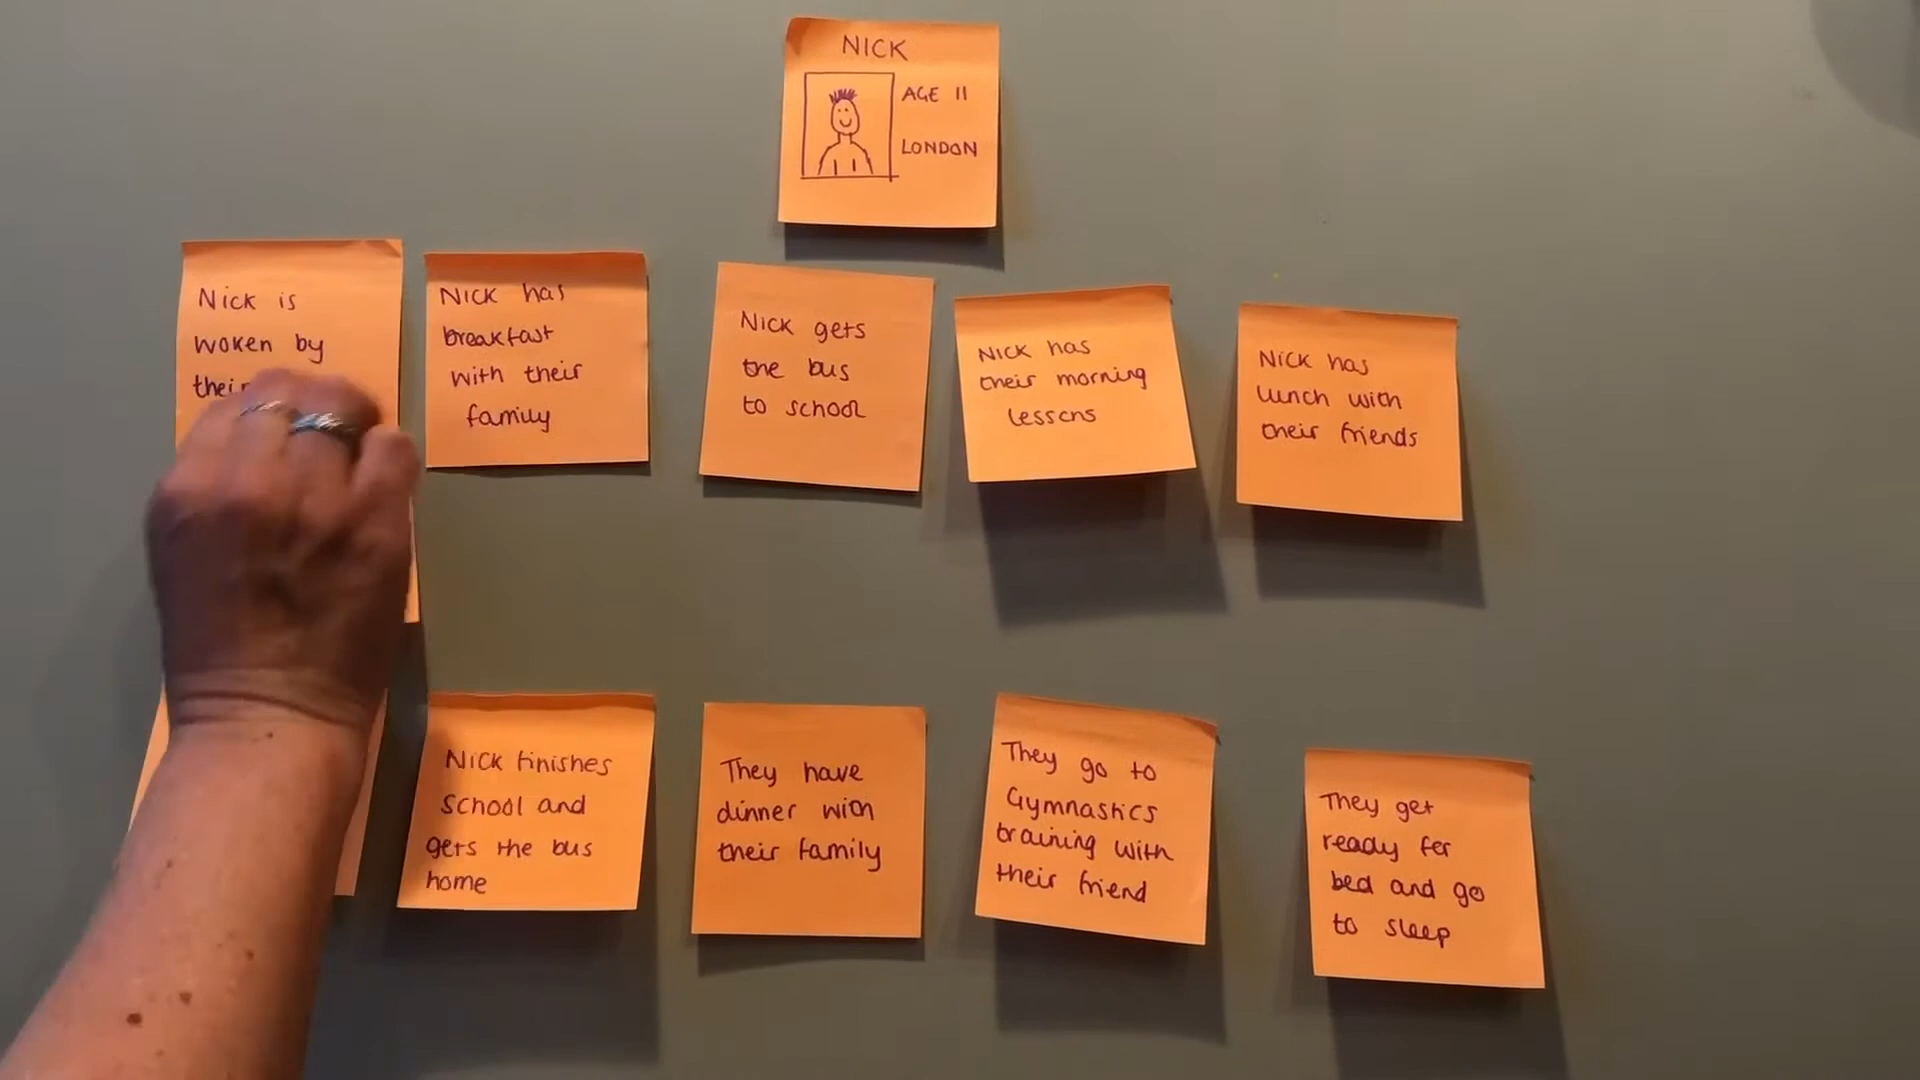 NICK
AGE 11
LONDON
Nick is
woken by
their
Nick has
breakfast
with their
family
Nick gets
the bus
to school
Nick has
their morning
lessons
Nick has
lunch with
their friends
Nick finishes
school and
gets the bus
home
They have
dinner with
their family
They go to
Gymnastics
training with
their friend
They get
ready for
bed and go
to sleep